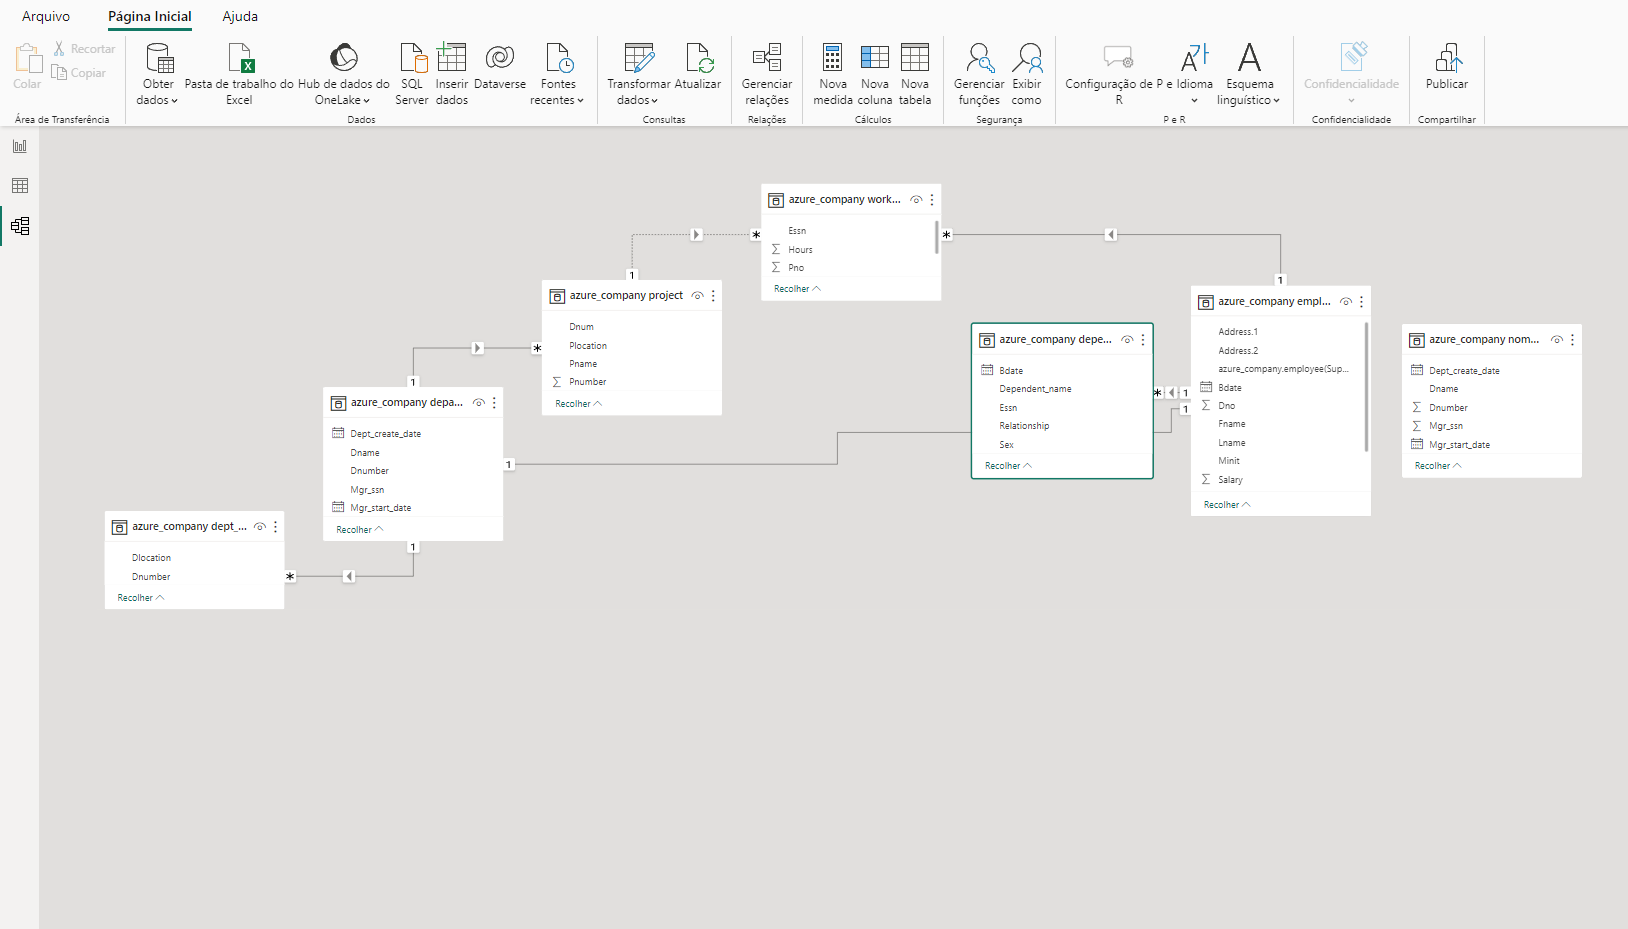 Arquivo
Página Inicial
Ajuda
Colar
Recortar
Copiar
Área de Transferência
Obter
dados
Pasta de trabalho do
Excel
Hub de dados do
OneLake
SQL
Server
Inserir
dados
Dataverse
Fontes
recentes
Dados
Transformar
dados
Atualizar
Consultas
Gerenciar
relações
Relações
Nova
medida
Nova
coluna
Nova
tabela
Cálculos
Gerenciar
funções
Exibir
como
Segurança
Configuração de P e
R
Idioma
Esquema
linguístico
P e R
Confidencialidade
Confidencialidade
Publicar
Compartilhar
azure_company work...
Essn
Hours
Pno
Recolher
azure_company project
Dnum
Plocation
Pname
Pnumber
Recolher
azure_company empl...
Address.1
Address.2
azure_company.employee(Sup...
Bdate
Dno
Fname
Lname
Minit
Salary
Recolher
azure_company depe...
Bdate
Dependent_name
Essn
Relationship
Sex
Recolher
azure_company nom...
Dept_create_date
Dname
Dnumber
Mgr_ssn
Mgr_start_date
Recolher
azure_company depa...
Dept_create_date
Dname
Dnumber
Mgr_ssn
Mgr_start_date
Recolher
azure_company dept_...
Dlocation
Dnumber
Recolher
1
*
*
1
1
*
1
1
*
*
1
1
1